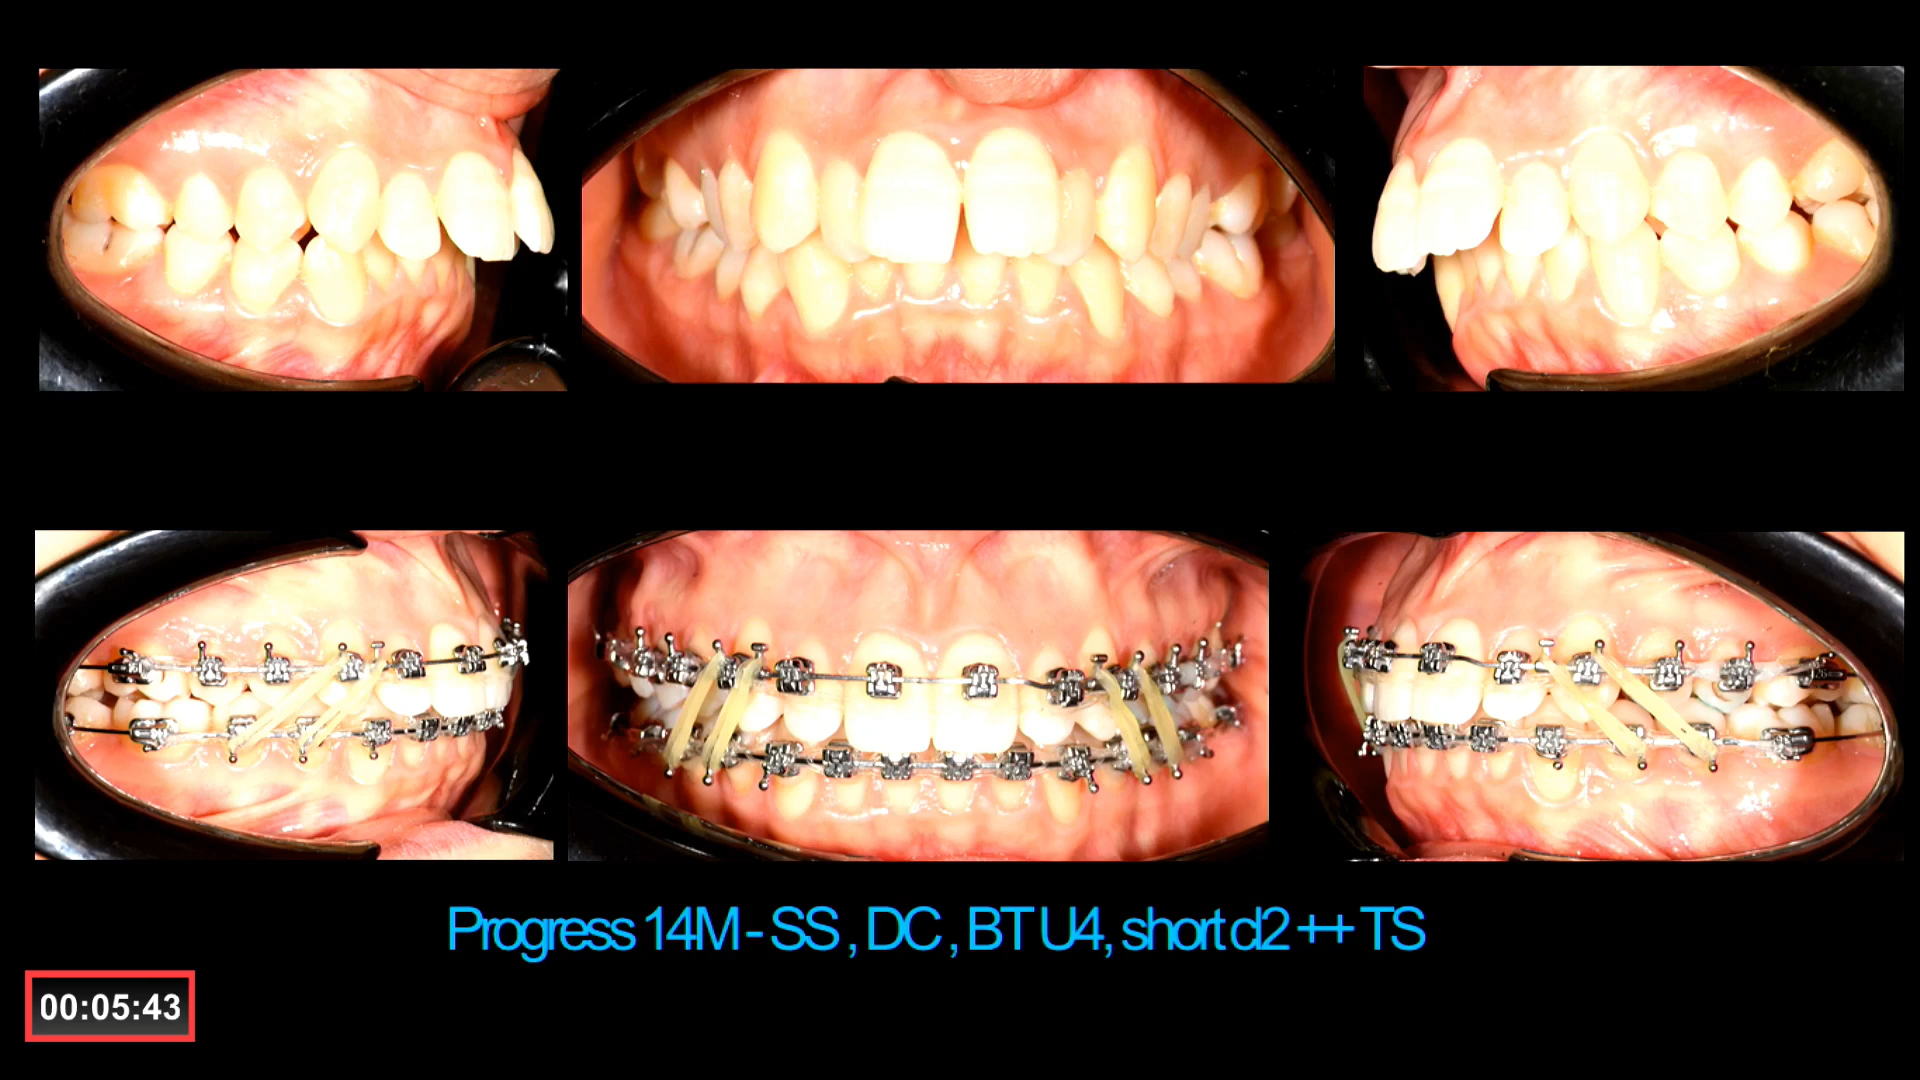 Progress 14M - SS , DC , BT U4, short cl2 ++ TS
00:05:43